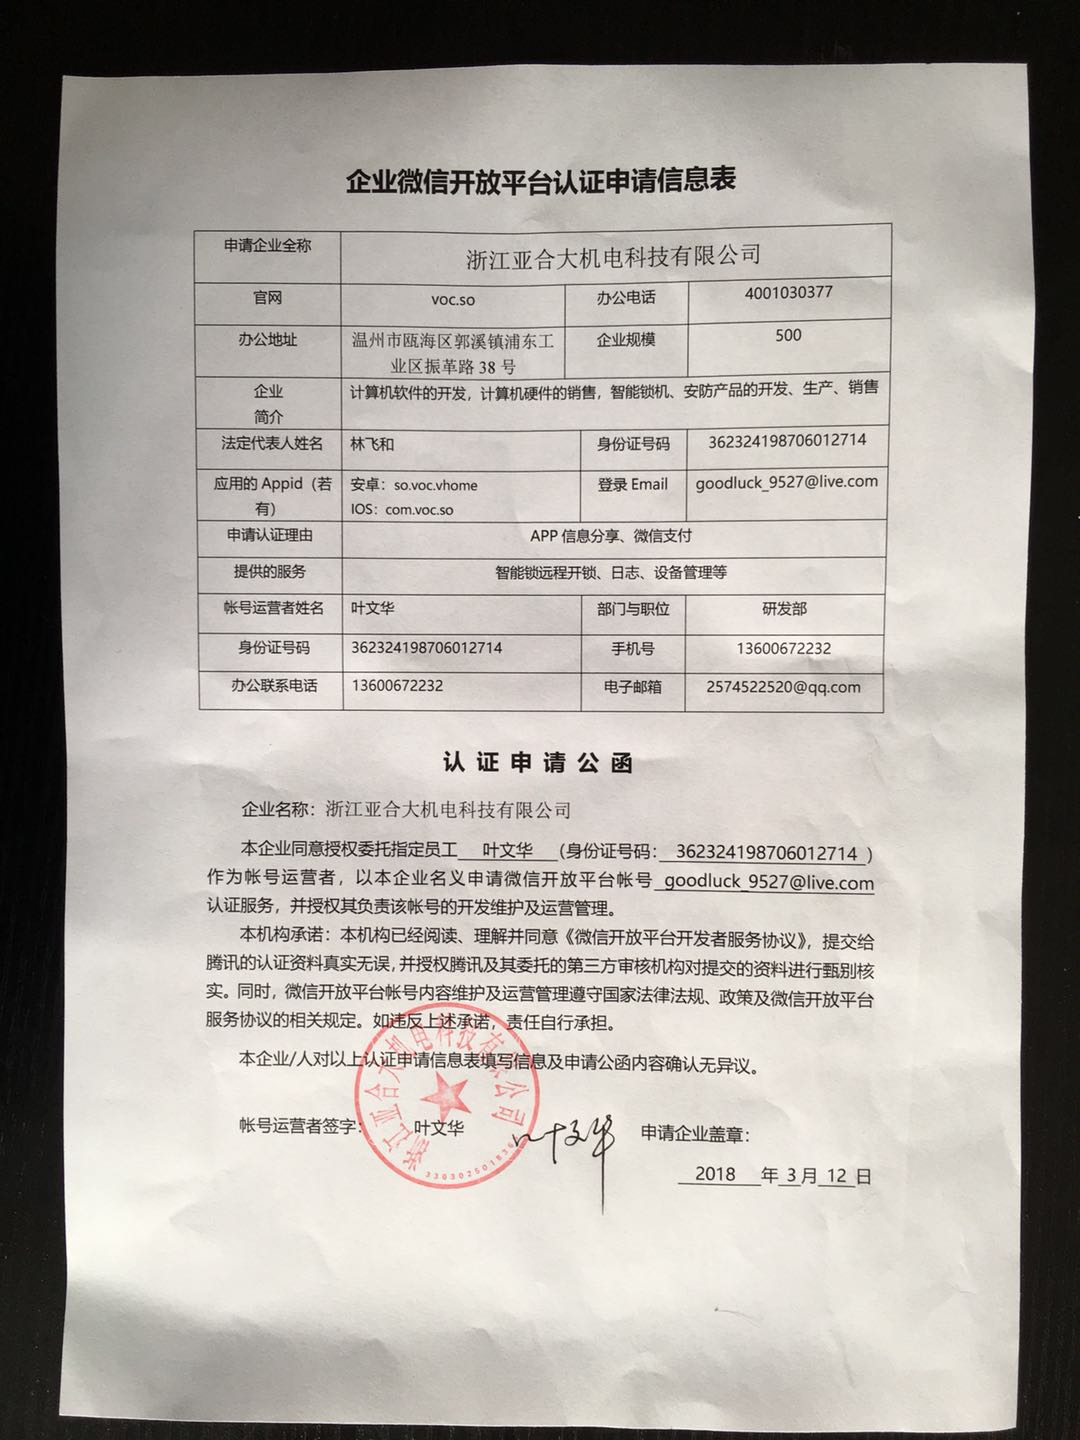 企业微信开放平台认证申请信息表
申请企业全称 浙江亚合大机电科技有限公司
官网 voc.so 办公电话 4001030377
办公地址 温州市瓯海区郭溪镇浦东工业区振革路 38 号 企业规模 500
企业简介 计算机软件的开发，计算机硬件的销售，智能锁机、安防产品的开发、生产、销售
法定代表人姓名 林飞和 身份证号码 362324198706012714
应用的 Appid（若有） 安卓：so.voc.vhome
IOS：com.voc.so 登录 Email goodluck_9527@live.com
申请认证理由 APP 信息分享、微信支付
提供的服务 智能锁远程开锁、日志、设备管理等
帐号运营者姓名 叶文华 部门与职位 研发部
身份证号码 362324198706012714 手机号 13600672232
办公联系电话 13600672232 电子邮箱 2574522520@qq.com
认证申请公函
企业名称：浙江亚合大机电科技有限公司
本企业同意授权委托指定员工 叶文华 （身份证号码： 362324198706012714 ）
作为帐号运营者，以本企业名义申请微信开放平台帐号 goodluck_9527@live.com
认证服务，并授权其负责该帐号的开发维护及运营管理。
本机构承诺：本机构已经阅读、理解并同意《微信开放平台开发者服务协议》，提交给
腾讯的认证资料真实无误，并授权腾讯及其委托的第三方审核机构对提交的资料进行甄别核
实。同时，微信开放平台帐号内容维护及运营管理遵守国家法律法规、政策及微信开放平台
服务协议的相关规定。如违反上述承诺，责任自行承担。
本企业/人对以上认证申请信息表填写信息及申请公函内容确认无异议。
帐号运营者签字： 叶文华 叶文华 申请企业盖章：
2018 年 3 月 12 日
浙江亚合大机电科技有限公司
330302501836